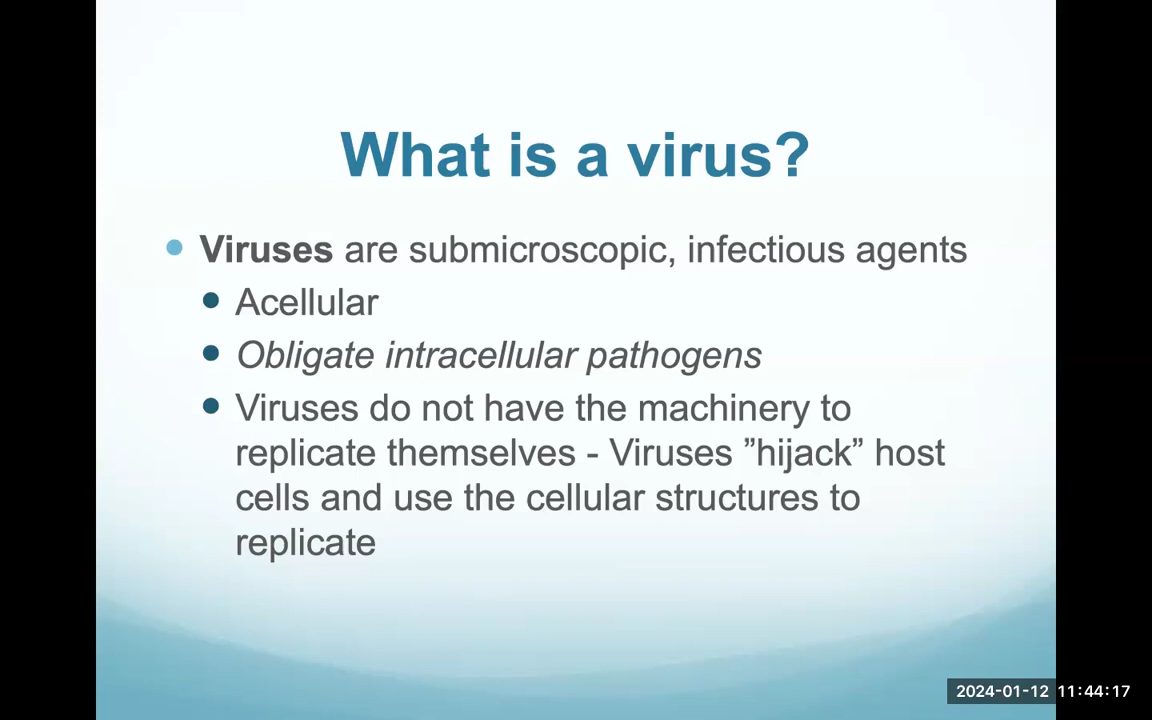 What is a virus?
Viruses are submicroscopic, infectious agents
Acellular
Obligate intracellular pathogens
Viruses do not have the machinery to
replicate themselves - Viruses ”hijack” host
cells and use the cellular structures to
replicate
2024-01-12 11:44:17